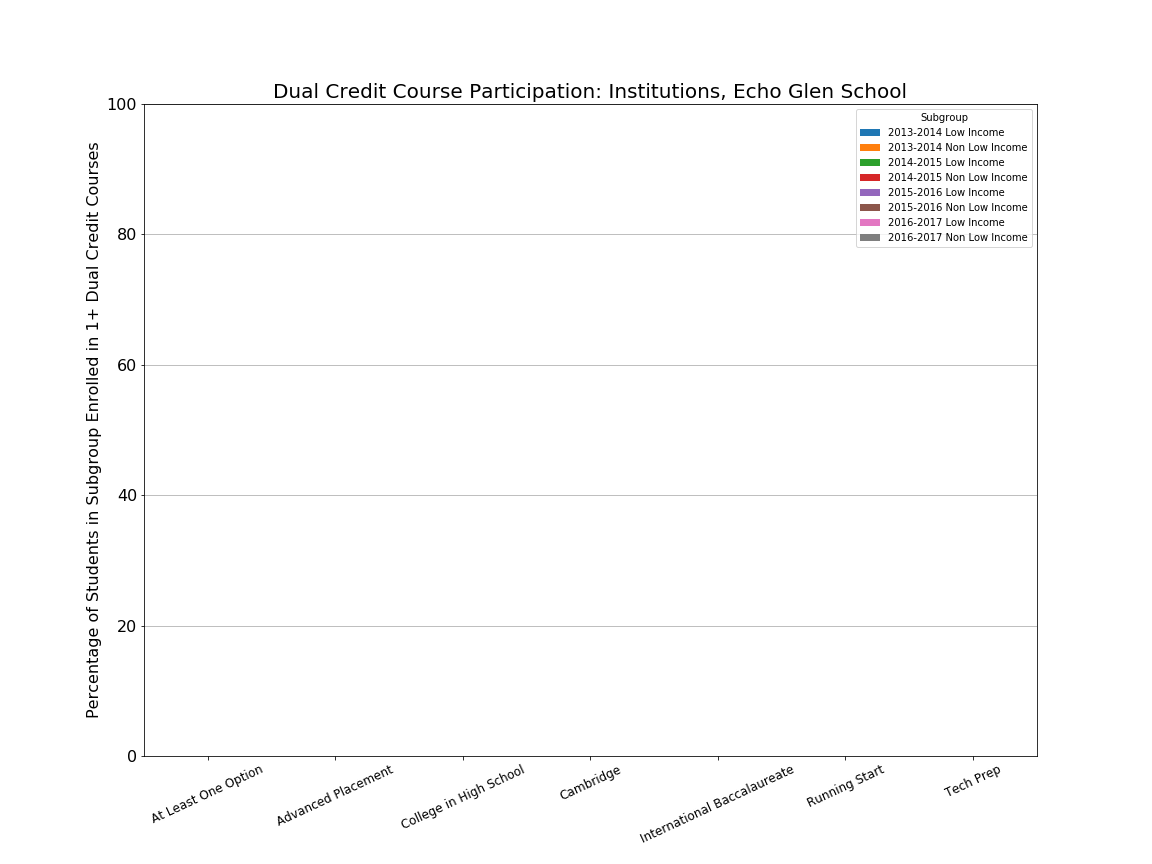 Dual Credit Course Participation: Institutions, Echo Glen School
Percentage of Students in Subgroup Enrolled in 1+ Dual Credit Courses
100
80
60
40
20
0
Subgroup
2013-2014 Low Income
2013-2014 Non Low Income
2014-2015 Low Income
2014-2015 Non Low Income
2015-2016 Low Income
2015-2016 Non Low Income
2016-2017 Low Income
2016-2017 Non Low Income
At Least One Option
Advanced Placement
College in High School
Cambridge
International Baccalaureate
Running Start
Tech Prep